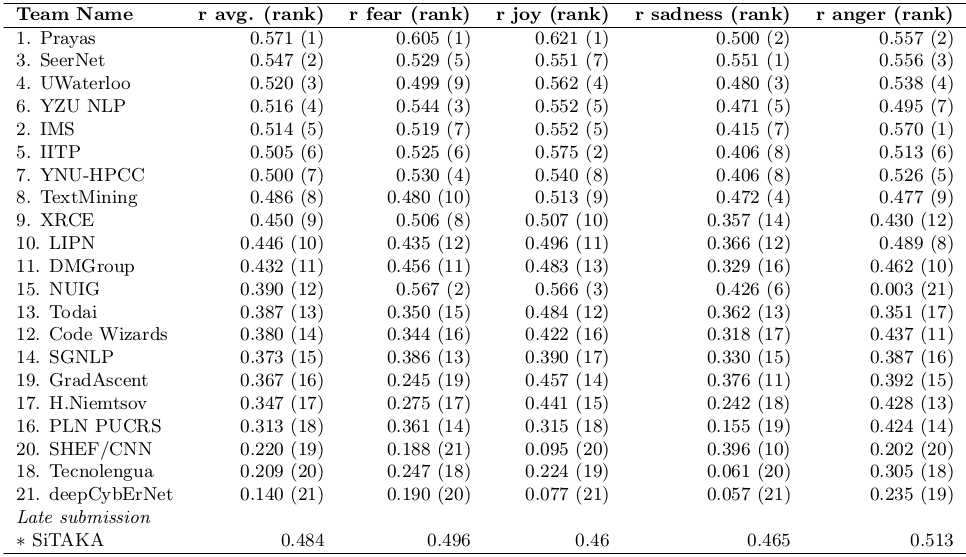 Team Name r avg. (rank) r fear (rank) r joy (rank) r sadness (rank) r anger (rank)
1. Prayas 0.571 (1) 0.605 (1) 0.621 (1) 0.500 (2) 0.557 (2)
3. SeerNet 0.547 (2) 0.529 (5) 0.551 (7) 0.551 (1) 0.556 (3)
4. UWaterloo 0.520 (3) 0.499 (9) 0.562 (4) 0.480 (3) 0.538 (4)
6. YZU NLP 0.516 (4) 0.544 (3) 0.552 (5) 0.471 (5) 0.495 (7)
2. IMS 0.514 (5) 0.519 (7) 0.552 (5) 0.415 (7) 0.570 (1)
5. IITP 0.505 (6) 0.525 (6) 0.575 (2) 0.406 (8) 0.513 (6)
7. YNU-HPCC 0.500 (7) 0.530 (4) 0.540 (8) 0.406 (8) 0.526 (5)
8. TextMining 0.486 (8) 0.480 (10) 0.513 (9) 0.472 (4) 0.477 (9)
9. XRCE 0.450 (9) 0.506 (8) 0.507 (10) 0.357 (14) 0.430 (12)
10. LIPN 0.446 (10) 0.435 (12) 0.496 (11) 0.366 (12) 0.489 (8)
11. DMGroup 0.432 (11) 0.456 (11) 0.483 (13) 0.329 (16) 0.462 (10)
15. NUIG 0.390 (12) 0.567 (2) 0.566 (3) 0.426 (6) 0.003 (21)
13. Todai 0.387 (13) 0.350 (15) 0.484 (12) 0.362 (13) 0.351 (17)
12. Code Wizards 0.380 (14) 0.344 (16) 0.422 (16) 0.318 (17) 0.437 (11)
14. SGNLP 0.373 (15) 0.386 (13) 0.390 (17) 0.330 (15) 0.387 (16)
19. GradAscent 0.367 (16) 0.245 (19) 0.457 (14) 0.376 (11) 0.392 (15)
17. H.Niemtsov 0.347 (17) 0.275 (17) 0.441 (15) 0.242 (18) 0.428 (13)
16. PLN PUCRS 0.313 (18) 0.361 (14) 0.315 (18) 0.155 (19) 0.424 (14)
20. SHEF/CNN 0.220 (19) 0.188 (21) 0.095 (20) 0.396 (10) 0.202 (20)
18. Tecnolengua 0.209 (20) 0.247 (18) 0.224 (19) 0.061 (20) 0.305 (18)
21. deepCybErNet 0.140 (21) 0.190 (20) 0.077 (21) 0.057 (21) 0.235 (19)
Late submission
* SiTAKA 0.484 0.496 0.46 0.465 0.513